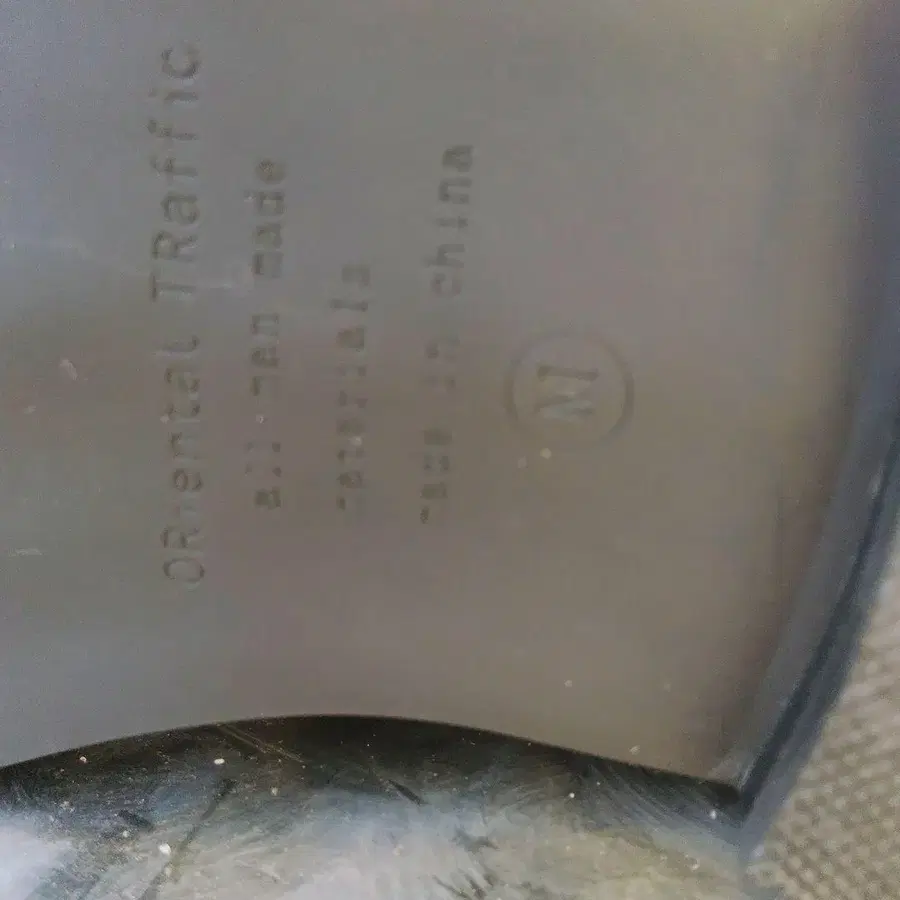 ORiental TRaffic
all man made
materials
made in china
M